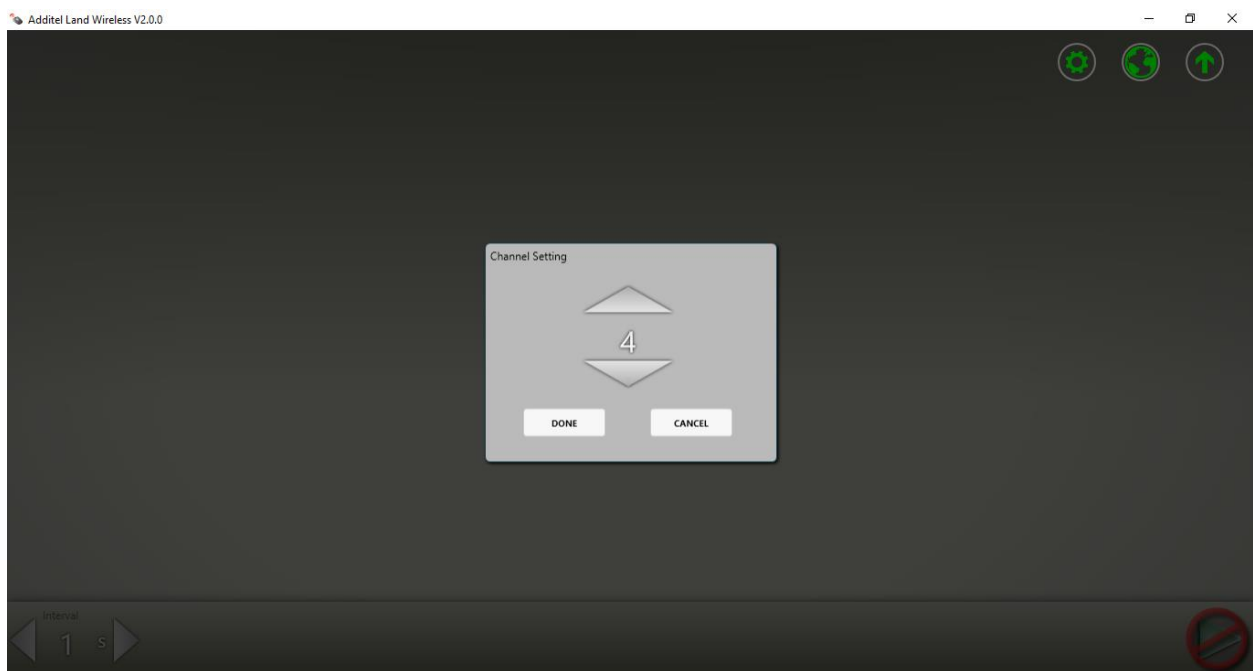 Additel Land Wireless V2.0.0
Channel Setting
4
DONE CANCEL
Interval
1 s